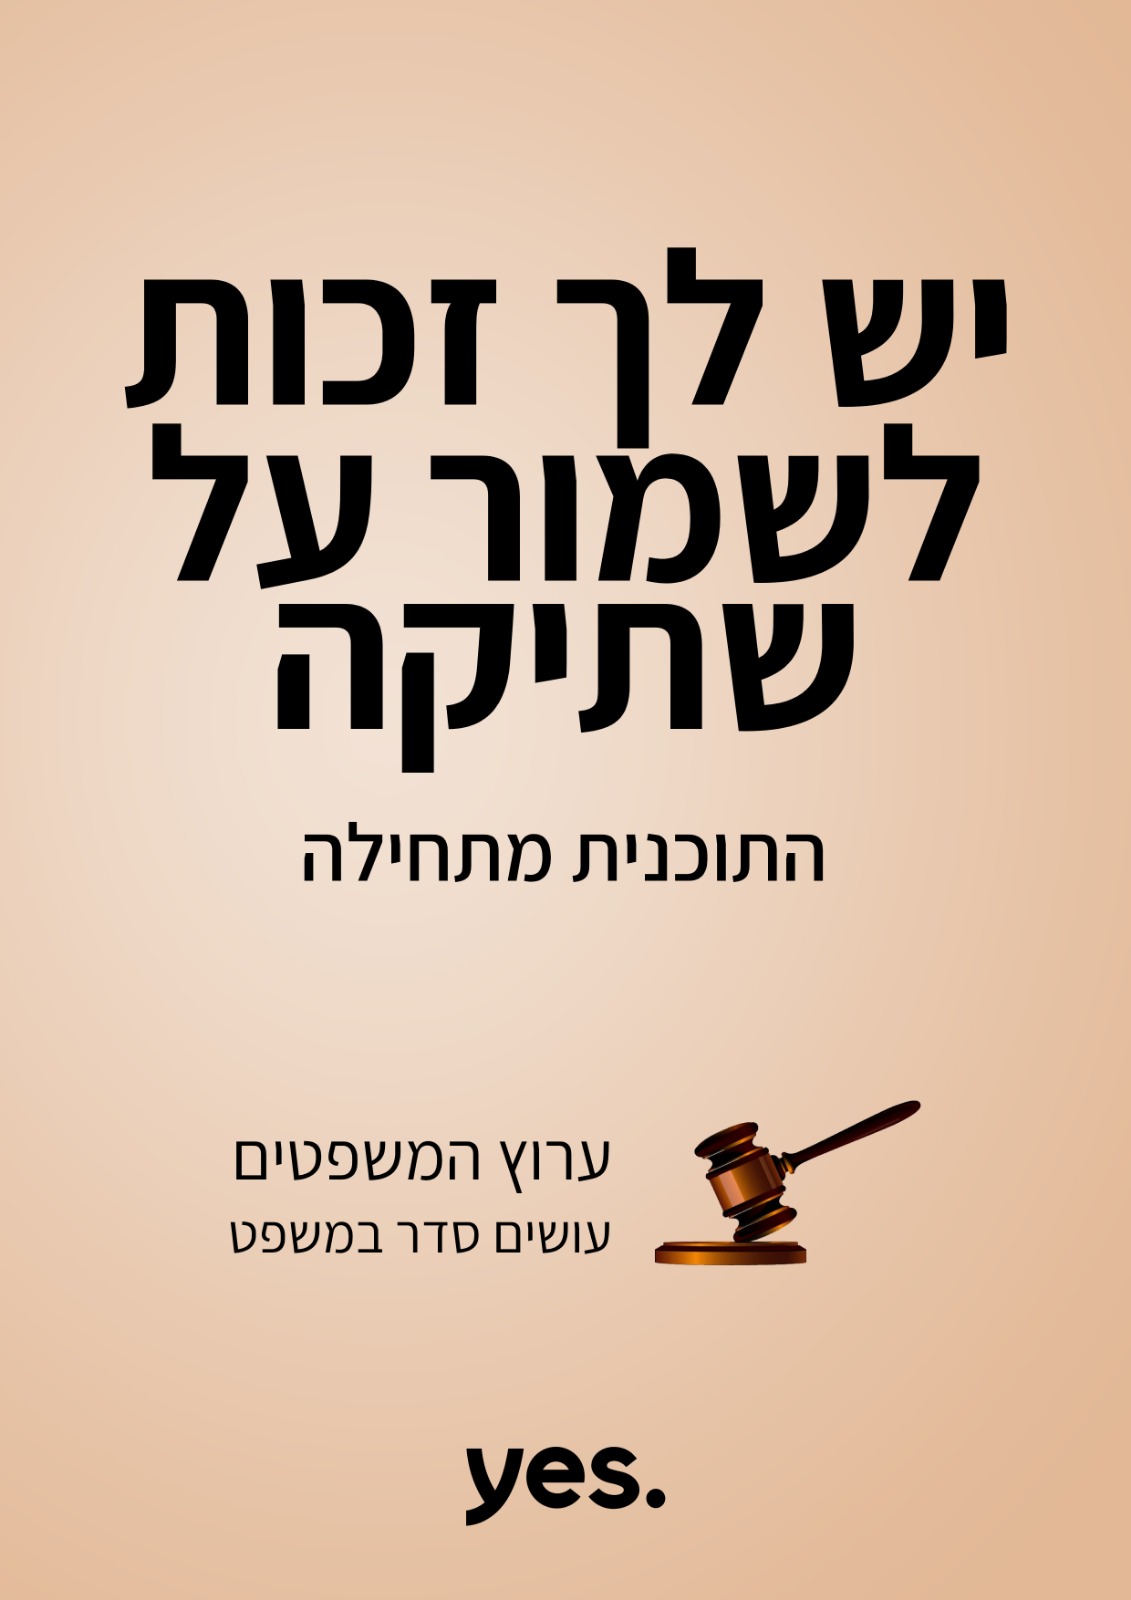 יש לך זכות
לשמור על
שתיקה
התוכנית מתחילה
ערוץ המשפטים
עושים סדר במשפט
yes.